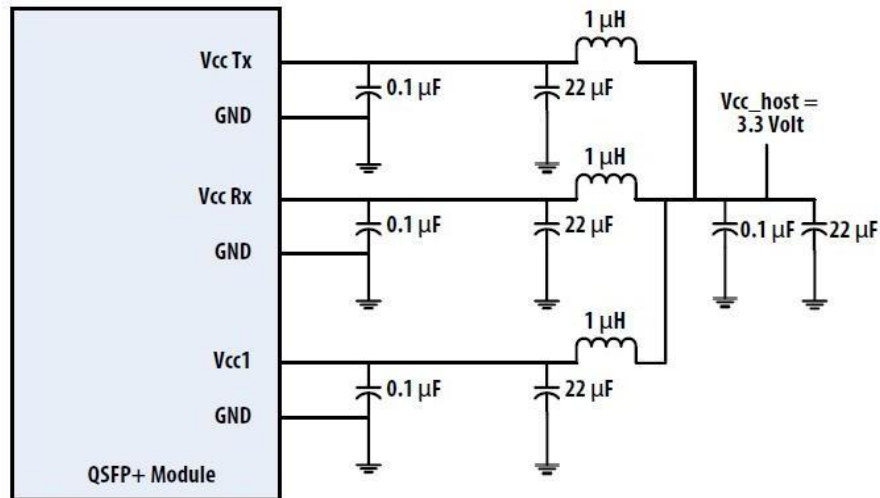 1 µH
Vcc Tx
0.1 µF
22 µF
GND
Vcc_host =
3.3 Volt
1 µH
Vcc Rx
0.1 µF
22 µF
0.1 µF
22 µF
GND
1 µH
Vcc1
0.1 µF
22 µF
GND
QSFP+ Module